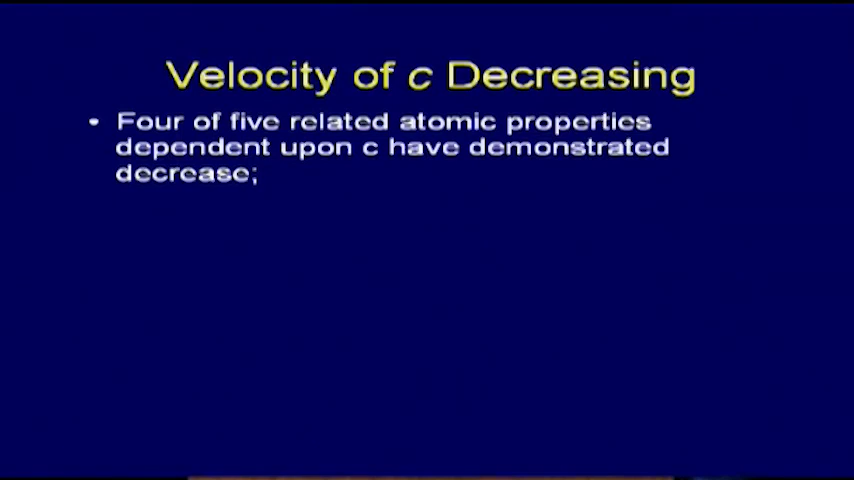 Velocity of c Decreasing
• Four of five related atomic properties
dependent upon c have demonstrated
decrease;